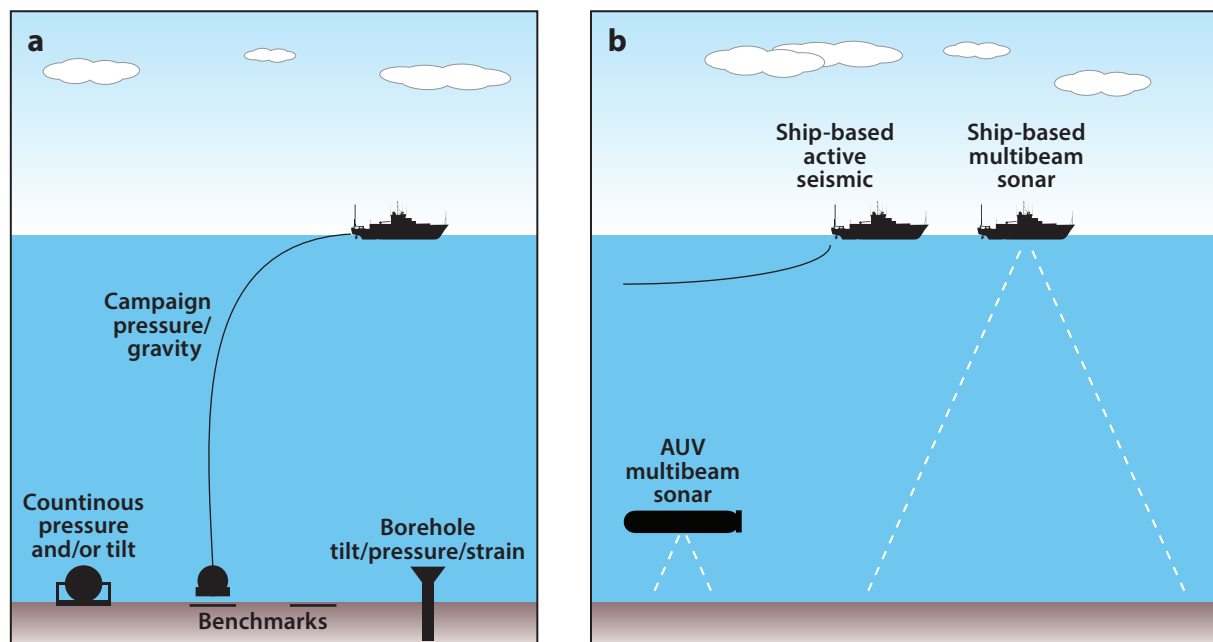 a
Campaign
pressure/
gravity
Countinous
pressure
and/or tilt
Borehole
tilt/pressure/strain
Benchmarks
b
Ship-based
active
seismic
Ship-based
multibeam
sonar
AUV
multibeam
sonar